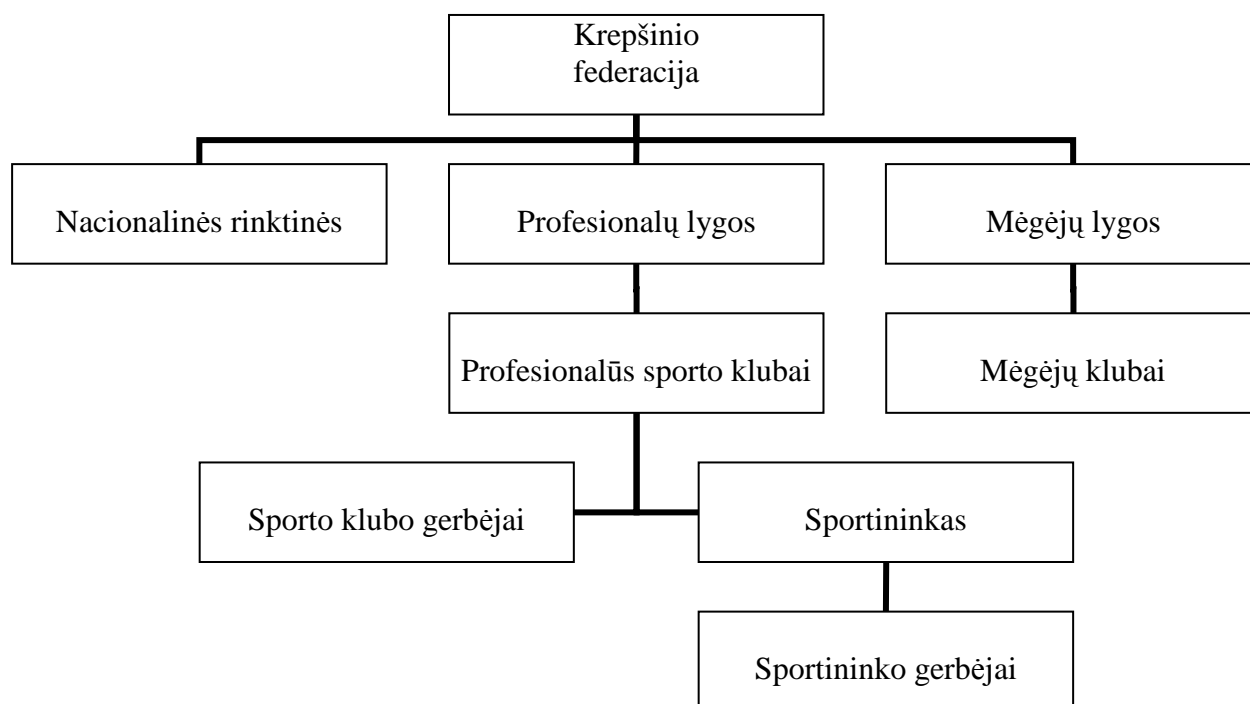 Krepšinio
federacija
Nacionalinės rinktinės
Profesionalų lygos
Mėgėjų lygos
Profesionalūs sporto klubai
Mėgėjų klubai
Sporto klubo gerbėjai
Sportininkas
Sportininko gerbėjai